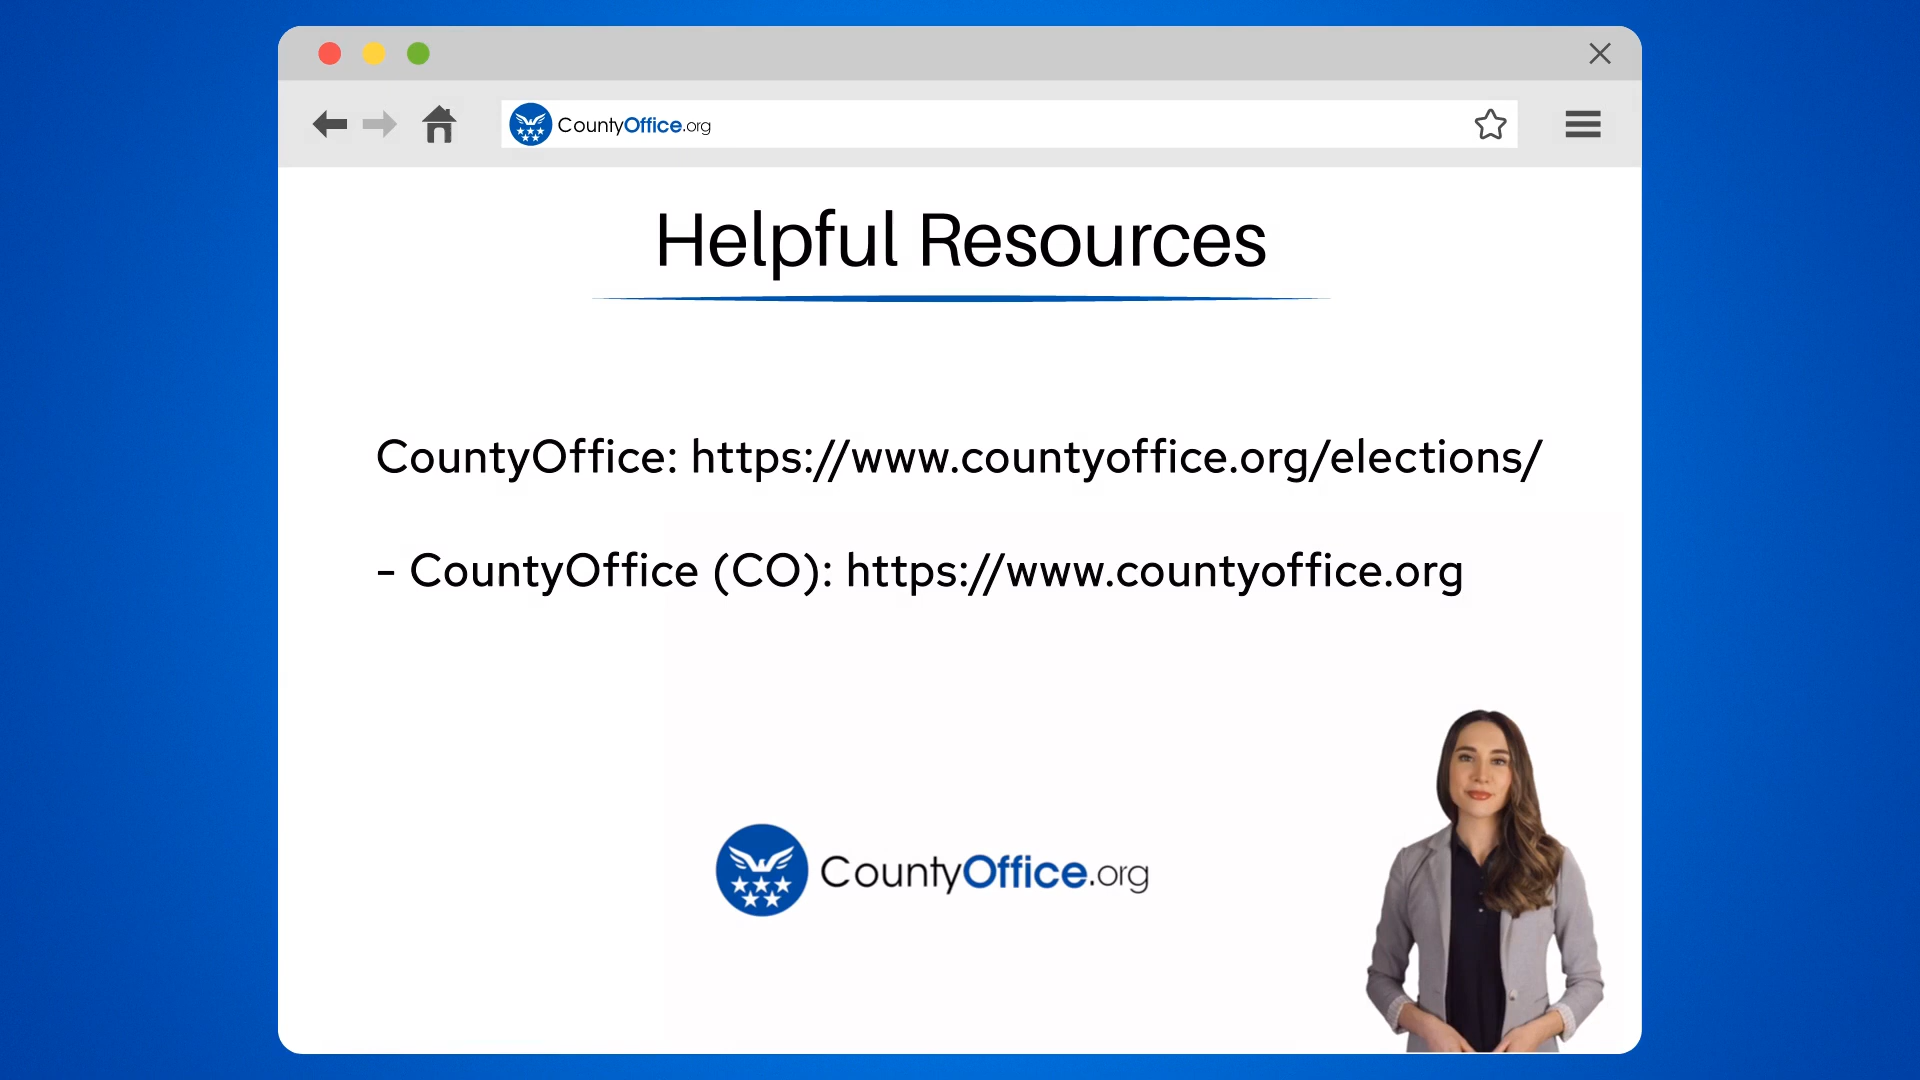 CountyOffice.org
Helpful Resources
CountyOffice: https://www.countyoffice.org/elections/
- CountyOffice (CO): https://www.countyoffice.org
CountyOffice.org